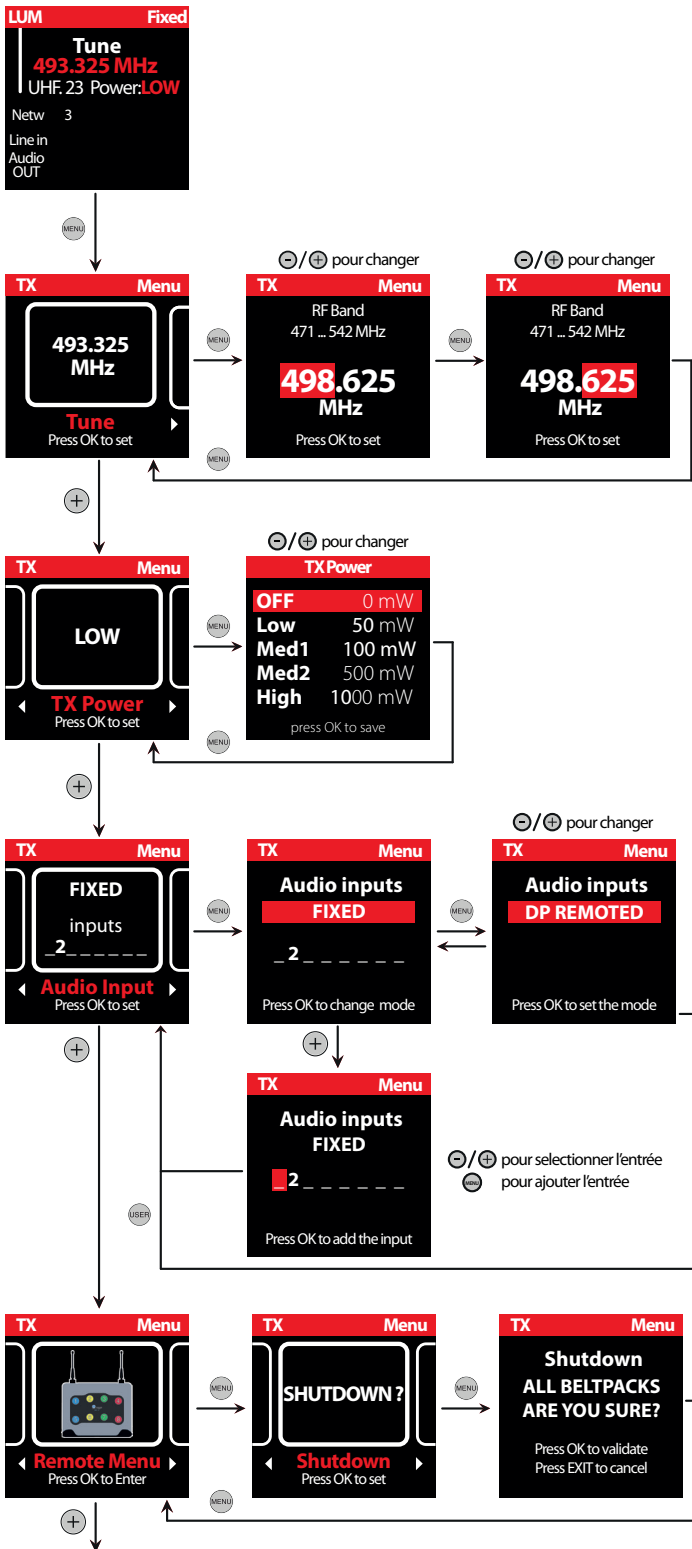 LUM Fixed
Tune
493.325 MHz
UHF. 23 Power:LOW
Netw 3
Line in
Audio
OUT
MENU
⊖/⊕ pour changer
⊖/⊕ pour changer
TX Menu
493.325
MHz
Tune
Press OK to set
MENU
TX Menu
RF Band
471 ... 542 MHz
498.625
MHz
Press OK to set
MENU
TX Menu
RF Band
471 ... 542 MHz
498.625
MHz
Press OK to set
MENU
+
⊖/⊕ pour changer
TX Menu
LOW
TX Power
Press OK to set
MENU
TX Power
OFF 0 mW
Low 50 mW
Med1 100 mW
Med2 500 mW
High 1000 mW
press OK to save
MENU
+
⊖/⊕ pour changer
TX Menu
FIXED
inputs
_2_ _ _ _ _ _
Audio Input
Press OK to set
MENU
TX Menu
Audio inputs
FIXED
_ 2 _ _ _ _ _ _
Press OK to change mode
MENU
TX Menu
Audio inputs
DP REMOTED
Press OK to set the mode
+
+
TX Menu
Audio inputs
FIXED
_ 2 _ _ _ _ _ _
Press OK to add the input
⊖/⊕ pour selectionner l'entrée
MENU pour ajouter l'entrée
USER
TX Menu
Remote Menu
Press OK to Enter
MENU
TX Menu
SHUTDOWN ?
Shutdown
Press OK to set
MENU
TX Menu
Shutdown
ALL BELTPACKS
ARE YOU SURE?
Press OK to validate
Press EXIT to cancel
MENU
+